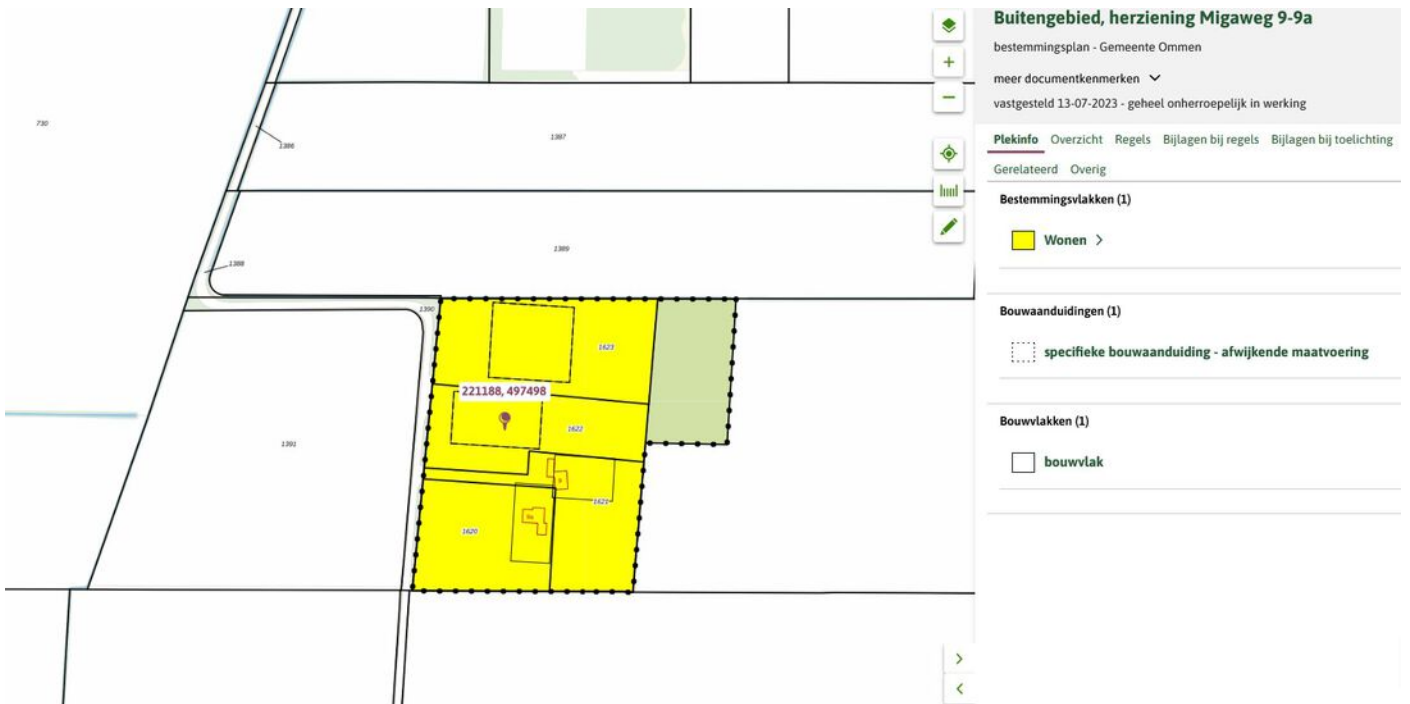 730
1386
1387
1388
1389
1390
1391
1623
221188, 497498
1622
1621
1620
9
9a
Buitengebied, herziening Migaweg 9-9a
bestemmingsplan - Gemeente Ommen
meer documentkenmerken
vastgesteld 13-07-2023 - geheel onherroepelijk in werking
Plekinfo Overzicht Regels Bijlagen bij regels Bijlagen bij toelichting
Gerelateerd Overig
Bestemmingsvlakken (1)
Wonen >
Bouwaanduidingen (1)
specifieke bouwaanduiding - afwijkende maatvoering
Bouwvlakken (1)
bouwvlak